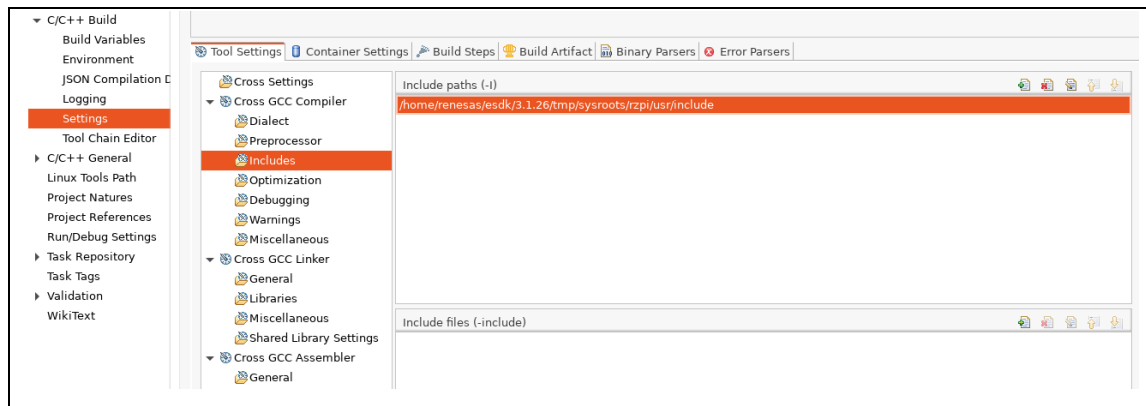 C/C++ Build
Build Variables
Environment
JSON Compilation D
Logging
Settings
Tool Chain Editor
C/C++ General
Linux Tools Path
Project Natures
Project References
Run/Debug Settings
Task Repository
Task Tags
Validation
WikiText
Tool Settings Container Settings Build Steps Build Artifact Binary Parsers Error Parsers
Cross Settings
Cross GCC Compiler
Dialect
Preprocessor
Includes
Optimization
Debugging
Warnings
Miscellaneous
Cross GCC Linker
General
Libraries
Miscellaneous
Shared Library Settings
Cross GCC Assembler
General
Include paths (-I)
/home/renesas/esdk/3.1.26/tmp/sysroots/rzpi/usr/include
Include files (-include)